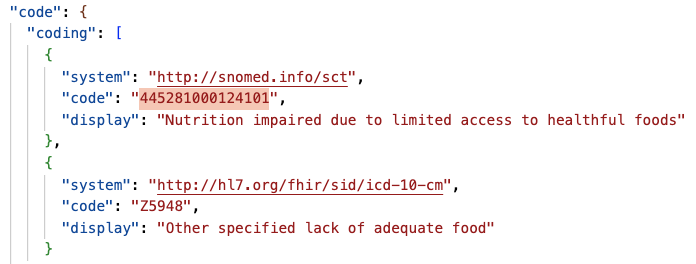 "code": {
"coding": [
{
"system": "http://snomed.info/sct",
"code": "445281000124101",
"display": "Nutrition impaired due to limited access to healthful foods"
},
{
"system": "http://hl7.org/fhir/sid/icd-10-cm",
"code": "Z5948",
"display": "Other specified lack of adequate food"
}